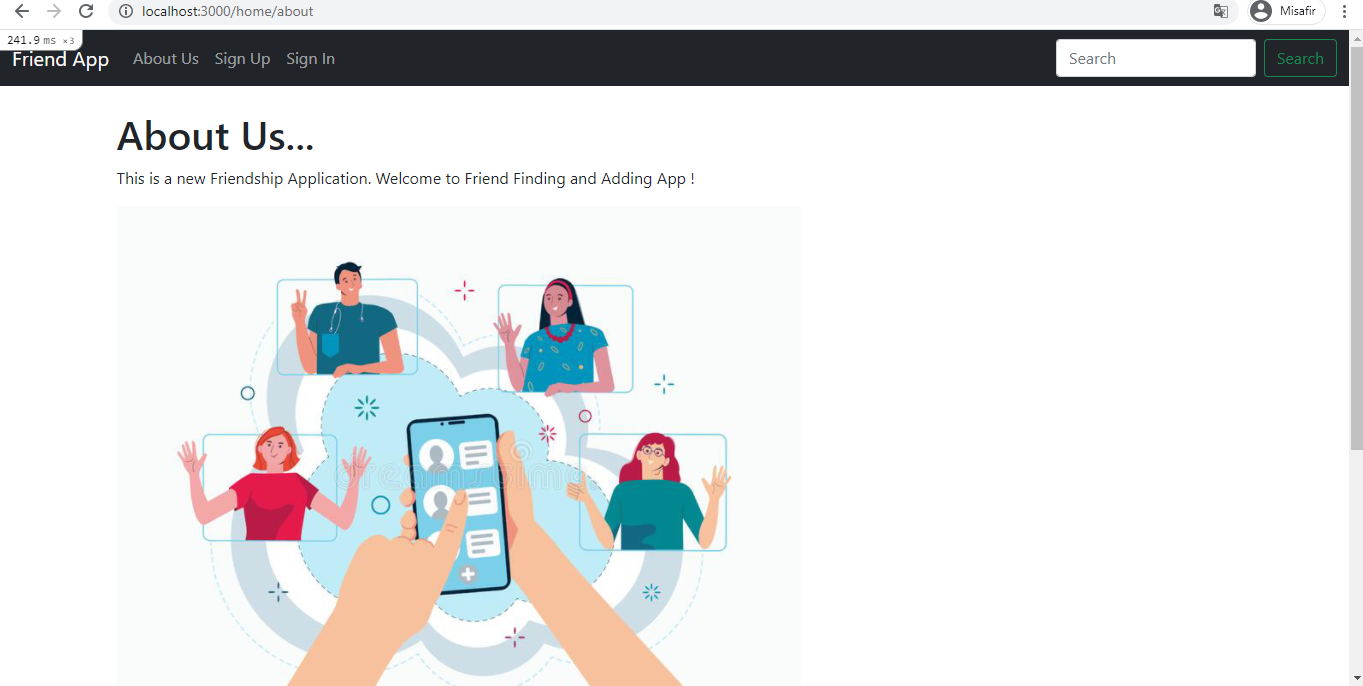 localhost:3000/home/about
Misafir
241.9 ms ×3
Friend App About Us Sign Up Sign In Search Search
About Us...
This is a new Friendship Application. Welcome to Friend Finding and Adding App !